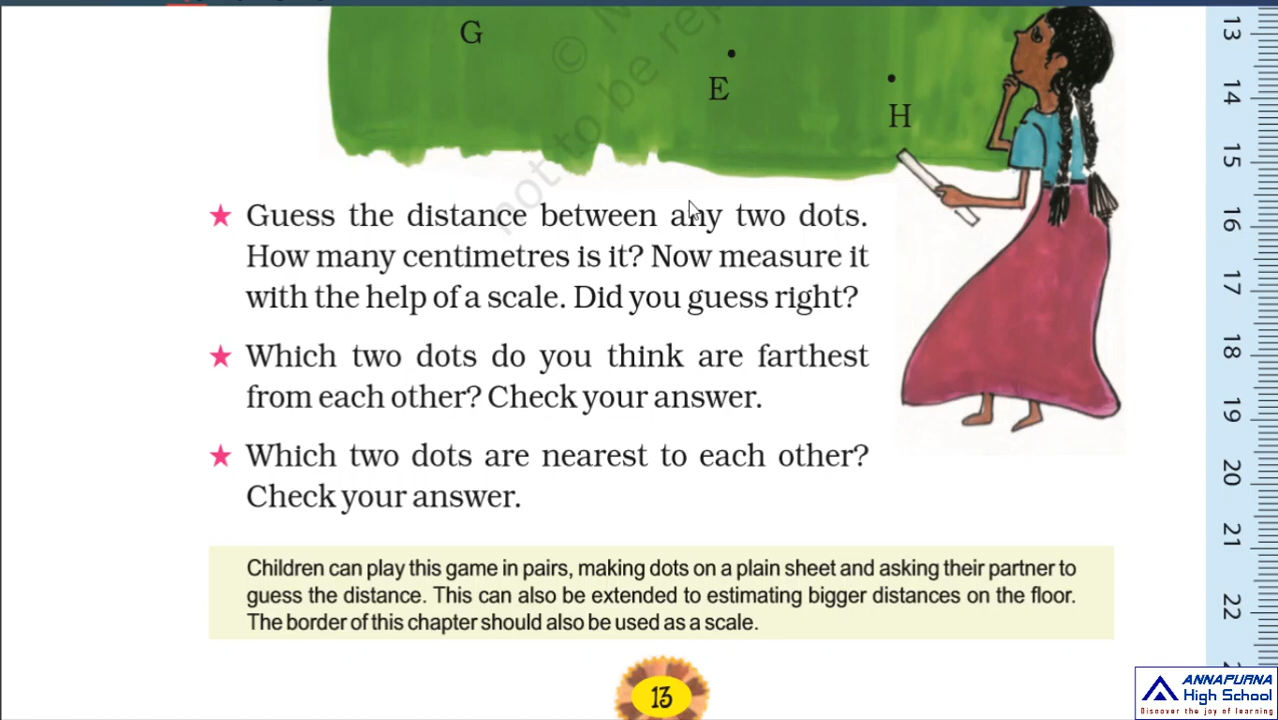 G
E
H
not to be re
★ Guess the distance between any two dots.
How many centimetres is it? Now measure it
with the help of a scale. Did you guess right?
★ Which two dots do you think are farthest
from each other? Check your answer.
★ Which two dots are nearest to each other?
Check your answer.
Children can play this game in pairs, making dots on a plain sheet and asking their partner to
guess the distance. This can also be extended to estimating bigger distances on the floor.
The border of this chapter should also be used as a scale.
13
13
14
15
16
17
18
19
20
21
22
ANNAPURNA
High School
Discover the joy of learning